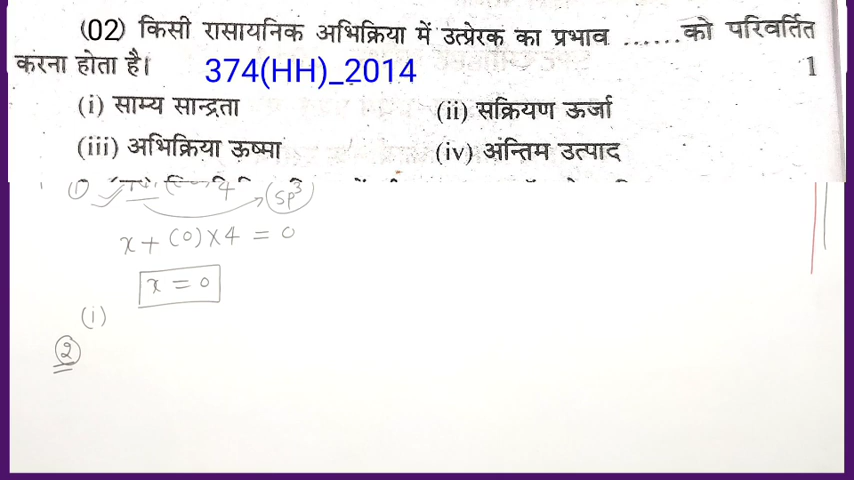 (02) किसी रासायनिक अभिक्रिया में उत्प्रेरक का प्रभाव ......को परिवर्तित
करना होता है। 374(HH)_2014 1
(i) साम्य सान्द्रता (ii) सक्रियण ऊर्जा
(iii) अभिक्रिया ऊष्मा (iv) अंन्तिम उत्पाद
① 4 (sp³)
x + (0) × 4 = 0
x = 0
(i)
②